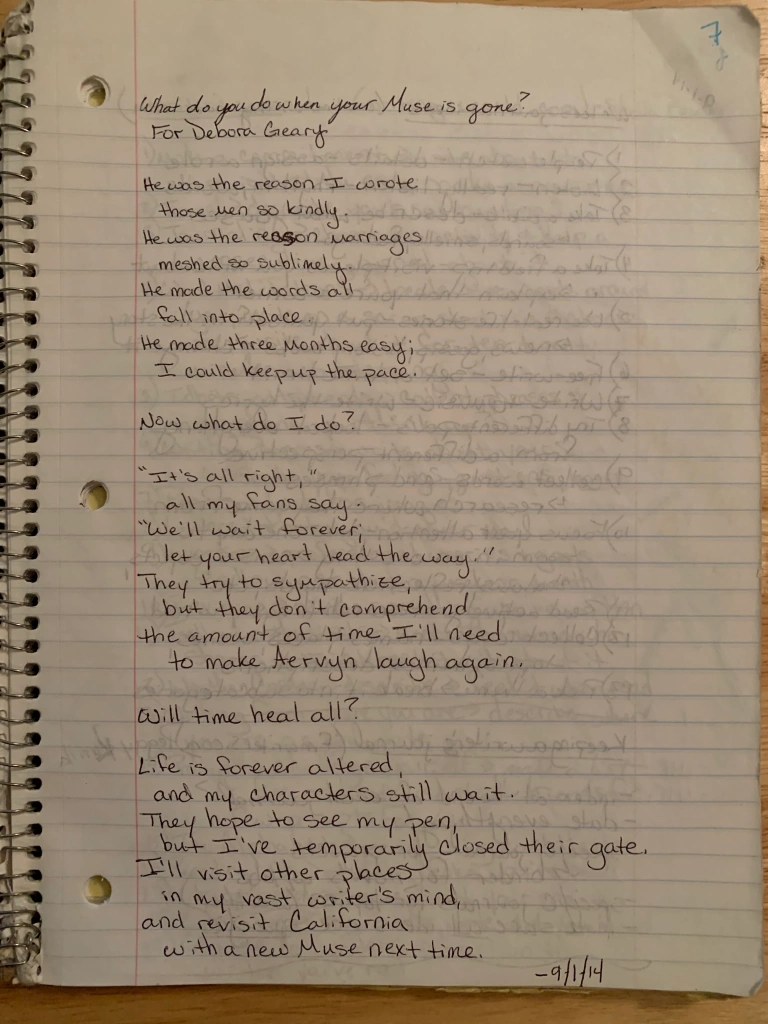 What do you do when your Muse is gone?
For Debora Geary
He was the reason I wrote
those men so kindly.
He was the reason marriages
meshed so sublimely.
He made the words all
fall into place.
He made three months easy;
I could keep up the pace.
Now what do I do?
"It's all right,"
all my fans say.
"We'll wait forever;
let your heart lead the way."
They try to sympathize,
but they don't comprehend
the amount of time I'll need
to make Aervyn laugh again.
Will time heal all?
Life is forever altered,
and my characters still wait.
They hope to see my pen,
but I've temporarily closed their gate.
I'll visit other places
in my vast writer's mind,
and revisit California
with a new Muse next time.
-9/1/14